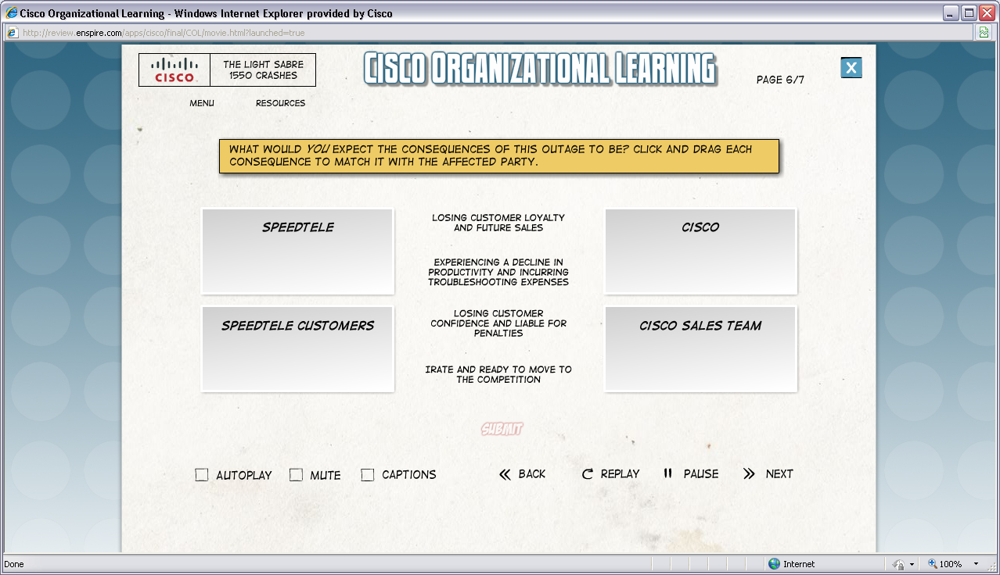 Cisco Organizational Learning - Windows Internet Explorer provided by Cisco
http://review.enspire.com/apps/cisco/final/COL/movie.html?launched=true
CISCO
THE LIGHT SABRE
1550 CRASHES
CISCO ORGANIZATIONAL LEARNING
PAGE 6/7
X
MENU
RESOURCES
WHAT WOULD YOU EXPECT THE CONSEQUENCES OF THIS OUTAGE TO BE? CLICK AND DRAG EACH
CONSEQUENCE TO MATCH IT WITH THE AFFECTED PARTY.
SPEEDTELE
LOSING CUSTOMER LOYALTY
AND FUTURE SALES
CISCO
EXPERIENCING A DECLINE IN
PRODUCTIVITY AND INCURRING
TROUBLESHOOTING EXPENSES
SPEEDTELE CUSTOMERS
LOSING CUSTOMER
CONFIDENCE AND LIABLE FOR
PENALTIES
CISCO SALES TEAM
IRATE AND READY TO MOVE TO
THE COMPETITION
SUBMIT
AUTOPLAY
MUTE
CAPTIONS
BACK
REPLAY
PAUSE
NEXT
Done
Internet
100%